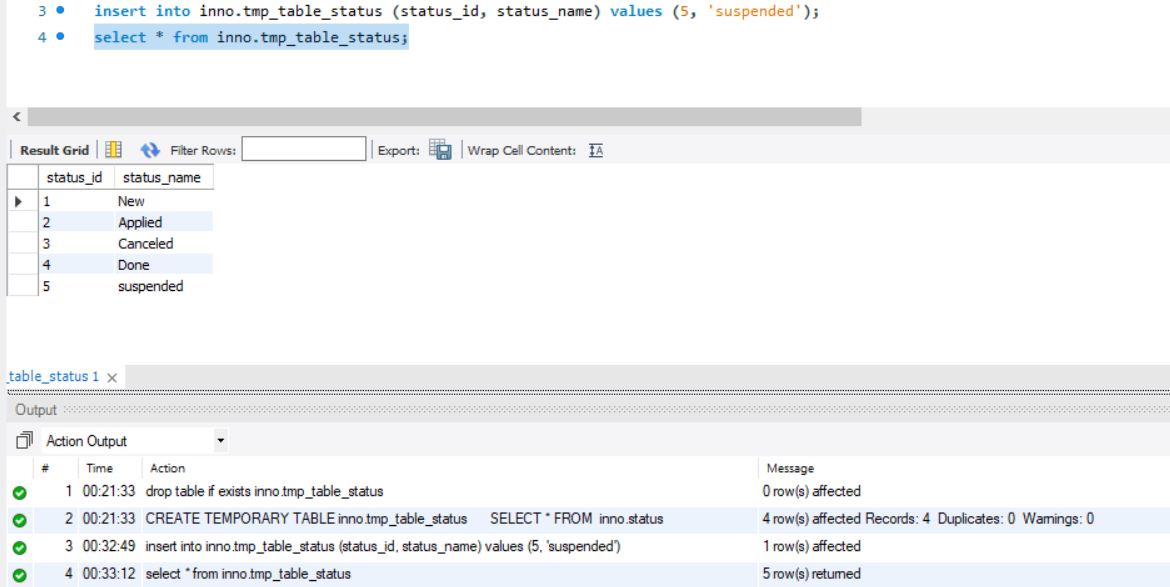 3 insert into inno.tmp_table_status (status_id, status_name) values (5, 'suspended');
4 select * from inno.tmp_table_status;
Result Grid Filter Rows: Export: Wrap Cell Content: IA
status_id status_name
1 New
2 Applied
3 Canceled
4 Done
5 suspended
_table_status 1
Output
Action Output
# Time Action Message
1 00:21:33 drop table if exists inno.tmp_table_status 0 row(s) affected
2 00:21:33 CREATE TEMPORARY TABLE inno.tmp_table_status SELECT * FROM inno.status 4 row(s) affected Records: 4 Duplicates: 0 Warnings: 0
3 00:32:49 insert into inno.tmp_table_status (status_id, status_name) values (5, 'suspended') 1 row(s) affected
4 00:33:12 select * from inno.tmp_table_status 5 row(s) returned